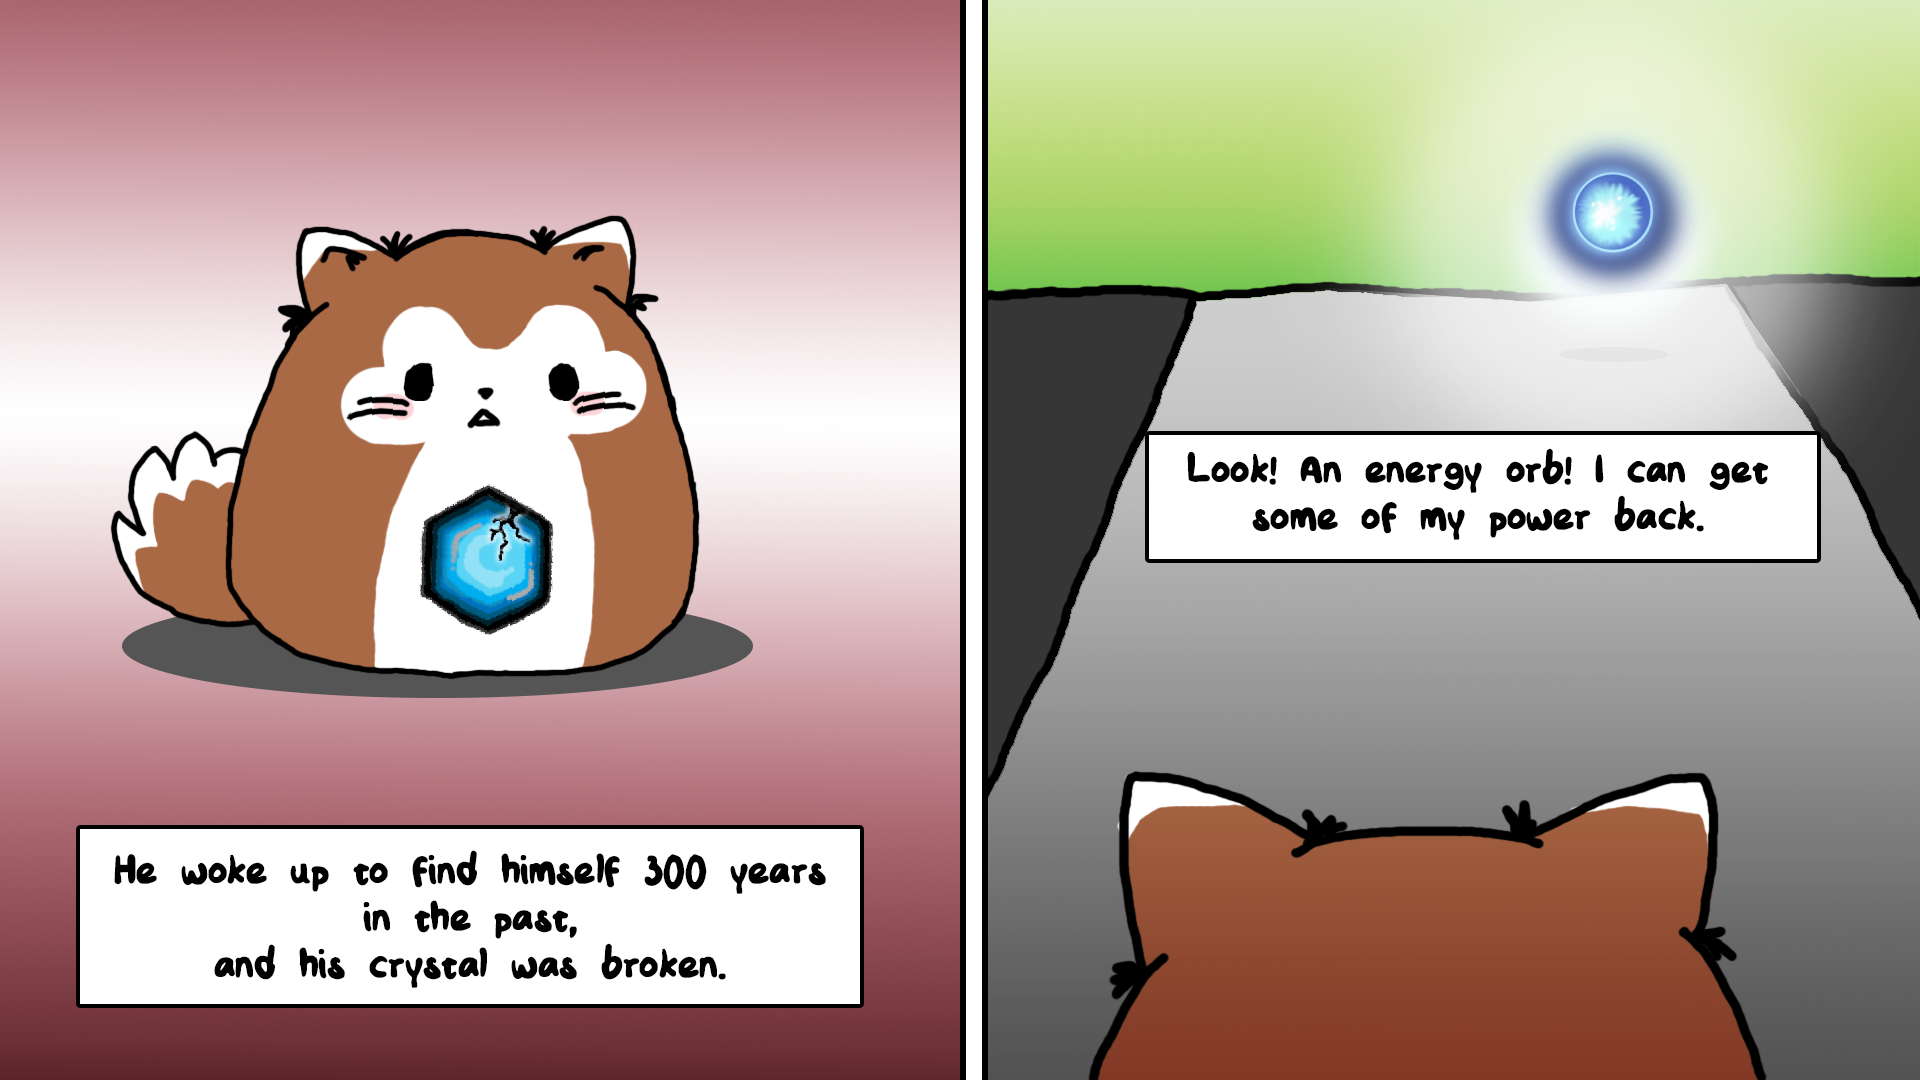 He woke up to find himself 300 years
in the past,
and his crystal was broken.
Look! An energy orb! I can get
some of my power back.